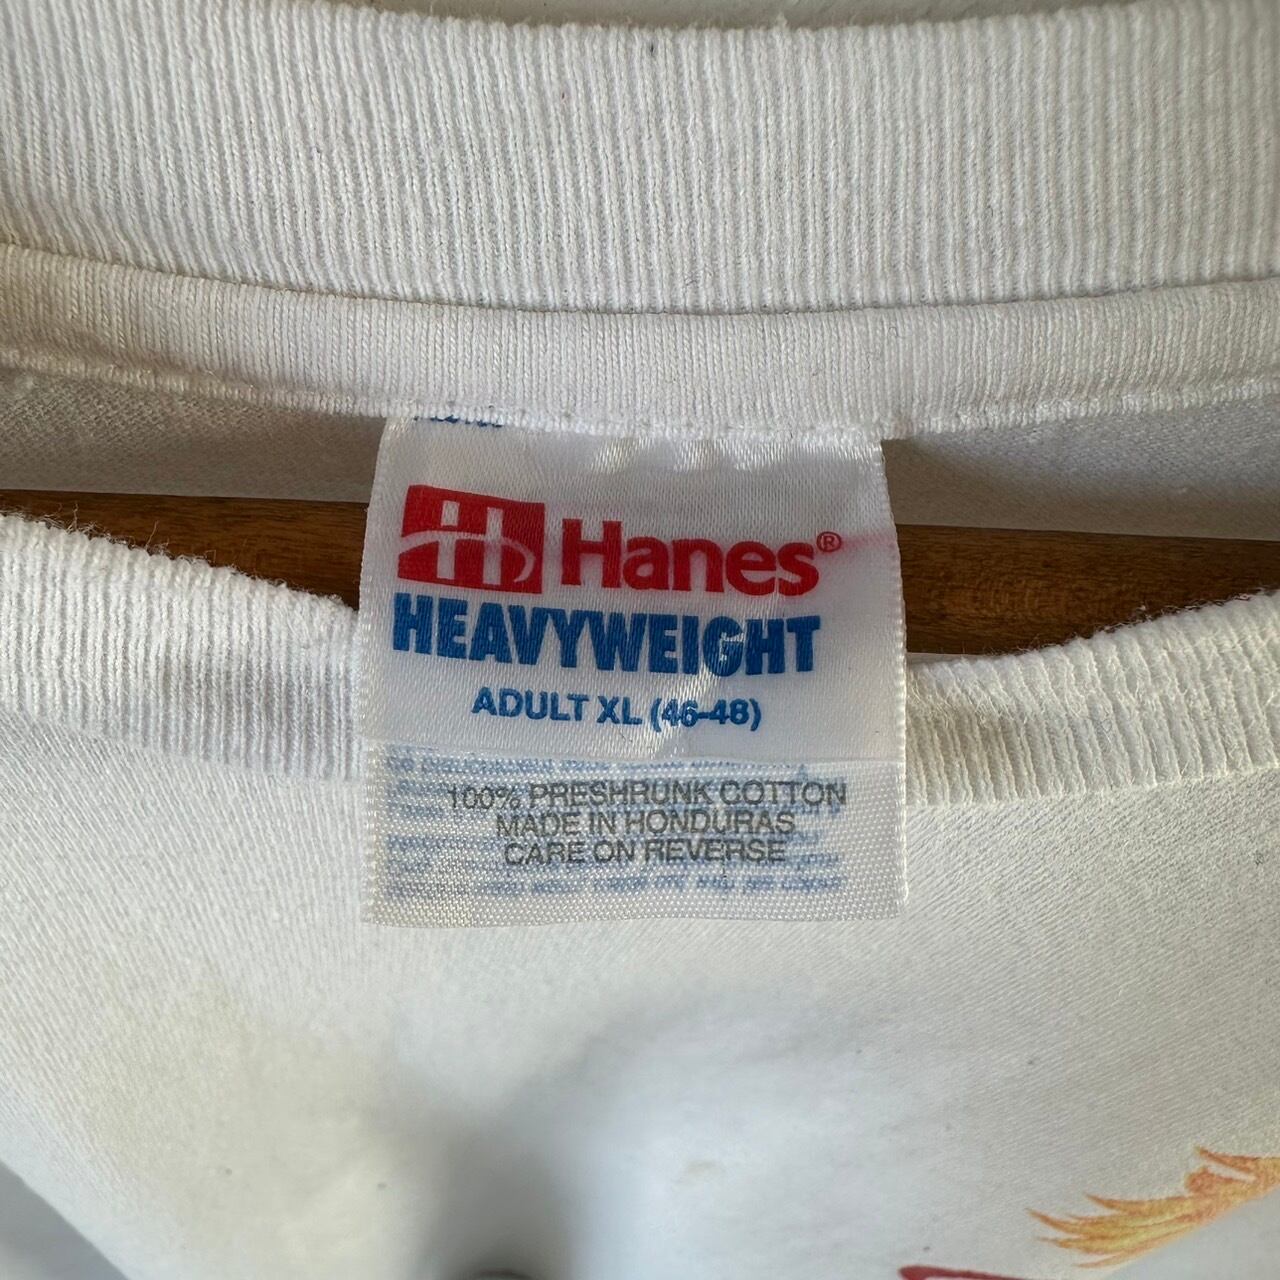 Hanes®
HEAVYWEIGHT
ADULT XL (46-48)
100% PRESHRUNK COTTON
MADE IN HONDURAS
CARE ON REVERSE